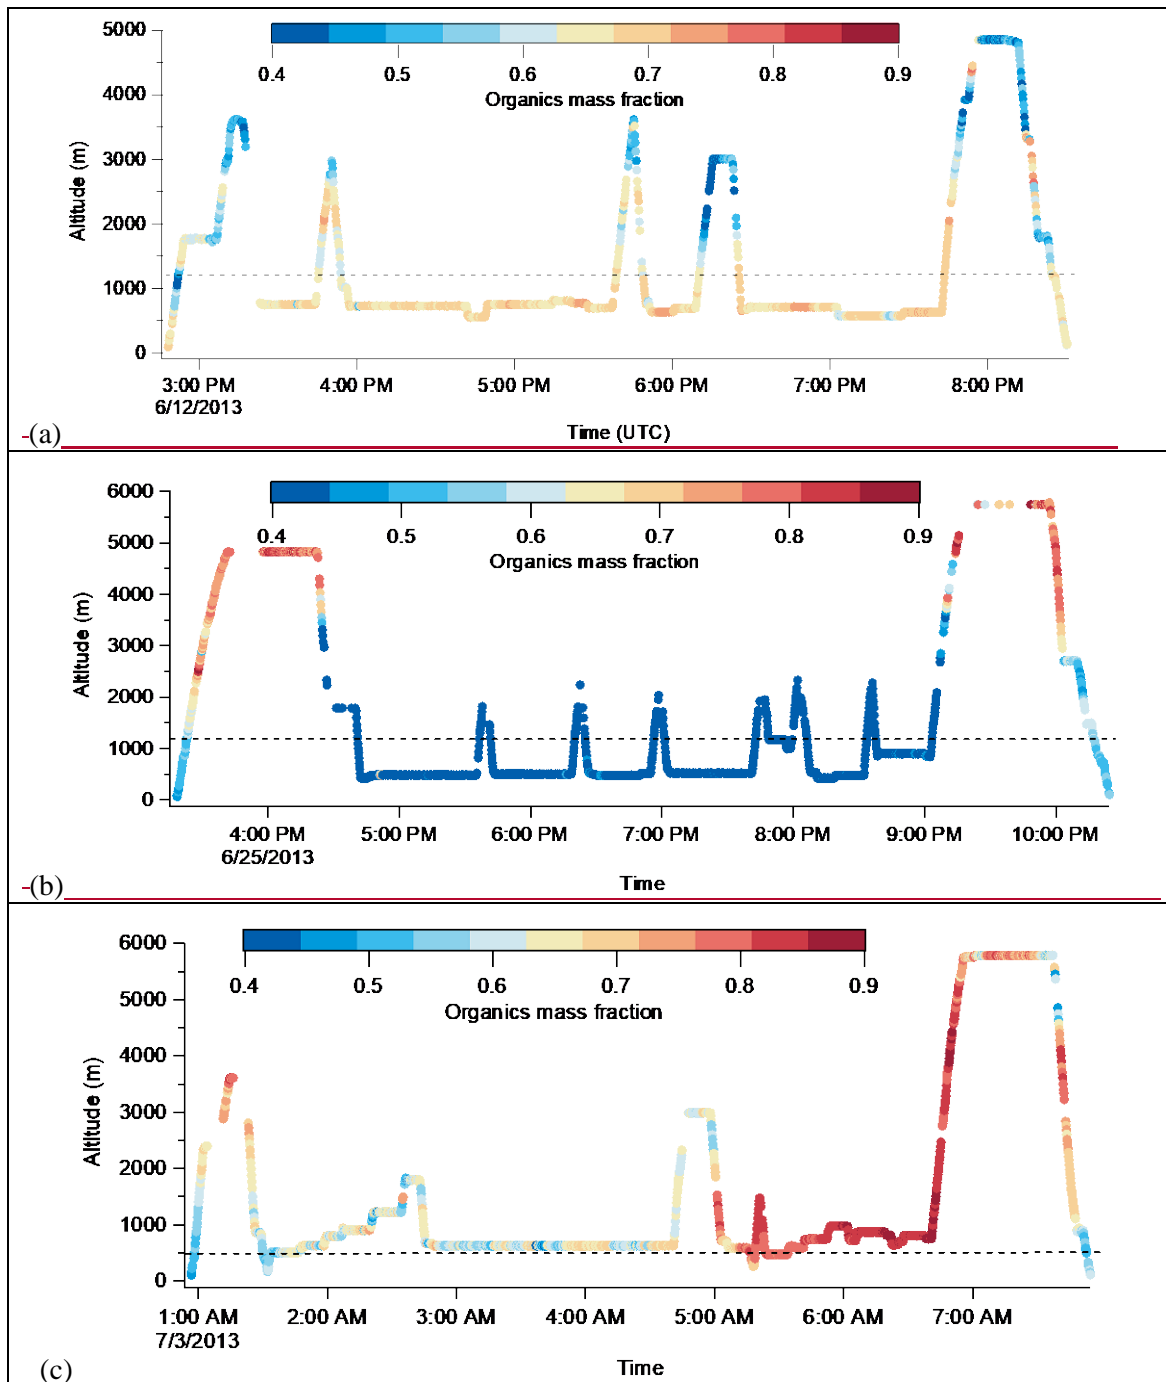 5000
4000
3000
2000
1000
0
Altitude (m)
0.4 0.5 0.6 0.7 0.8 0.9
Organics mass fraction
3:00 PM 4:00 PM 5:00 PM 6:00 PM 7:00 PM 8:00 PM
6/12/2013
Time (UTC)
-(a)
6000
5000
4000
3000
2000
1000
0
Altitude (m)
0.4 0.5 0.6 0.7 0.8 0.9
Organics mass fraction
4:00 PM 5:00 PM 6:00 PM 7:00 PM 8:00 PM 9:00 PM 10:00 PM
6/25/2013
Time
-(b)
6000
5000
4000
3000
2000
1000
0
Altitude (m)
0.4 0.5 0.6 0.7 0.8 0.9
Organics mass fraction
1:00 AM 2:00 AM 3:00 AM 4:00 AM 5:00 AM 6:00 AM 7:00 AM
7/3/2013
Time
(c)